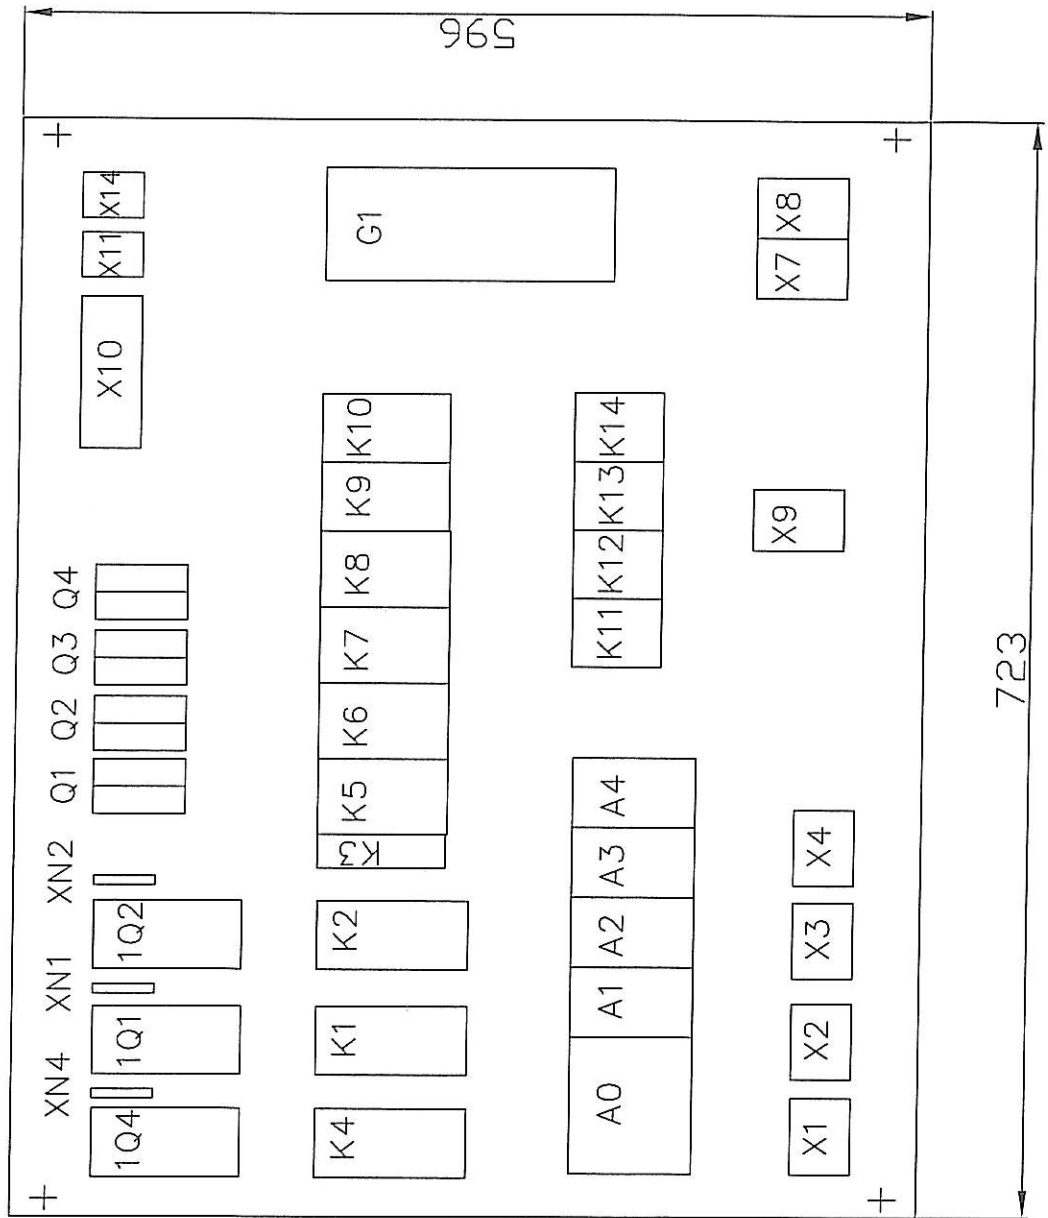 XN4 XN1 XN2 Q1 Q2 Q3 Q4
1Q4 1Q1 1Q2 X10 X11 X14
K4 K1 K2 K3 K5 K6 K7 K8 K9 K10 G1
A0 A1 A2 A3 A4 K11 K12 K13 K14
X1 X2 X3 X4 X9 X7 X8
596
723